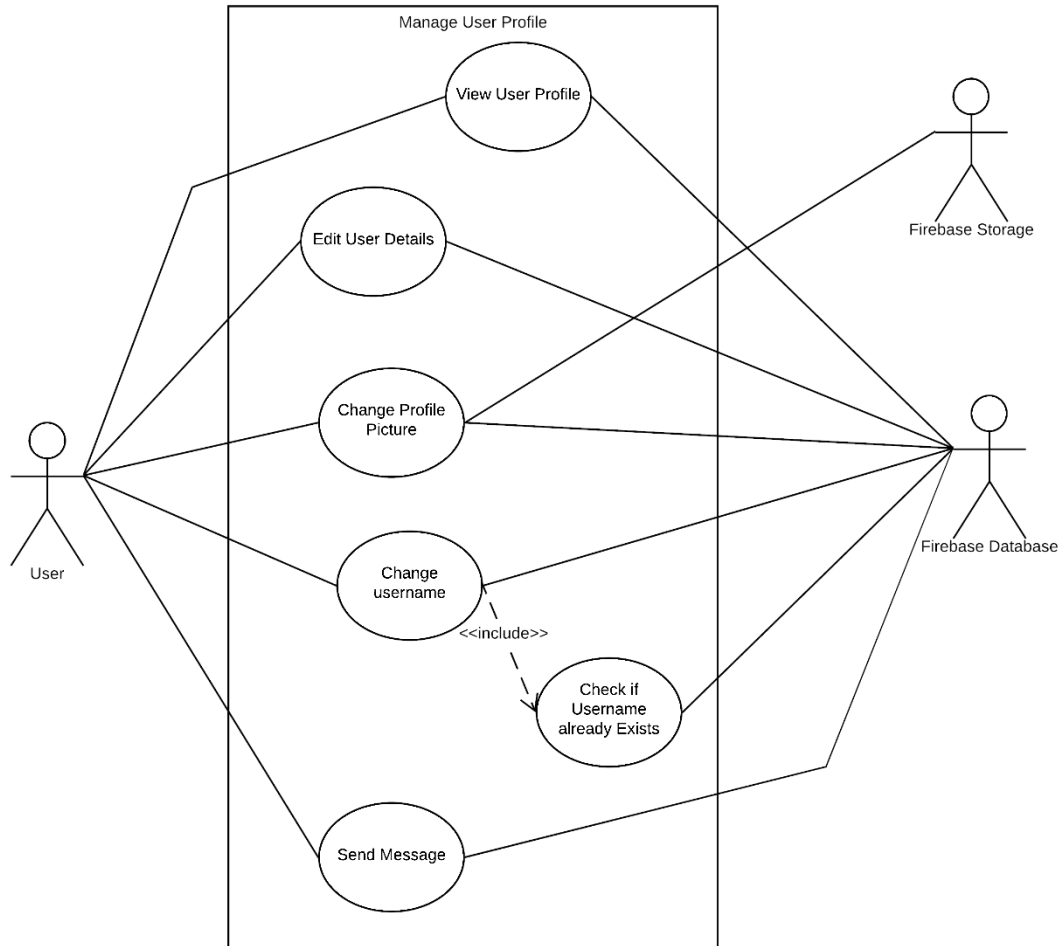 Manage User Profile
View User Profile
Firebase Storage
Edit User Details
Change Profile
Picture
User
Firebase Database
Change
username
<<include>>
Check if
Username
already Exists
Send Message